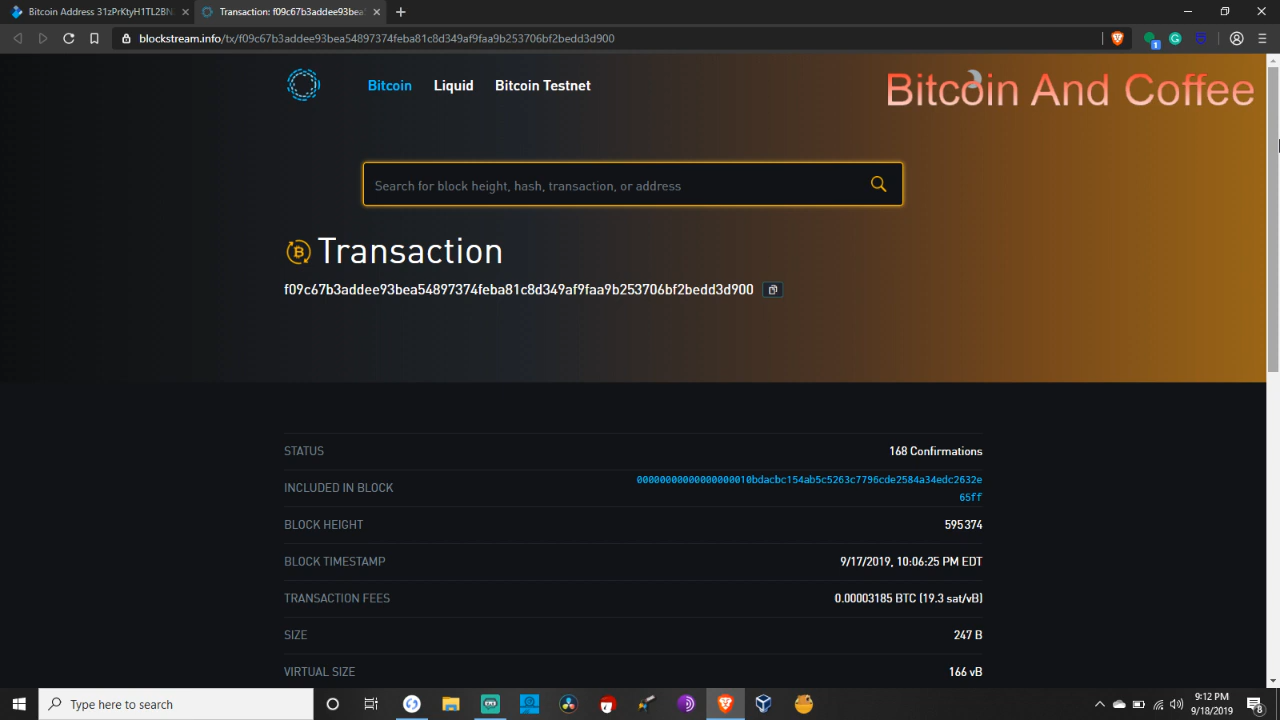 Bitcoin Address 31zPrKtyH1TL2BN
Transaction: f09c67b3addee93bea5
blockstream.info/tx/f09c67b3addee93bea54897374feba81c8d349af9faa9b253706bf2bedd3d900
1
Bitcoin Liquid Bitcoin Testnet
Bitcoin And Coffee
Search for block height, hash, transaction, or address
Transaction
f09c67b3addee93bea54897374feba81c8d349af9faa9b253706bf2bedd3d900
STATUS 168 Confirmations
INCLUDED IN BLOCK 00000000000000000010bdacbc154ab5c5263c7796cde2584a34edc2632e
65ff
BLOCK HEIGHT 595374
BLOCK TIMESTAMP 9/17/2019, 10:06:25 PM EDT
TRANSACTION FEES 0.00003185 BTC (19.3 sat/vB)
SIZE 247 B
VIRTUAL SIZE 166 vB
Type here to search
9:12 PM
9/18/2019
8